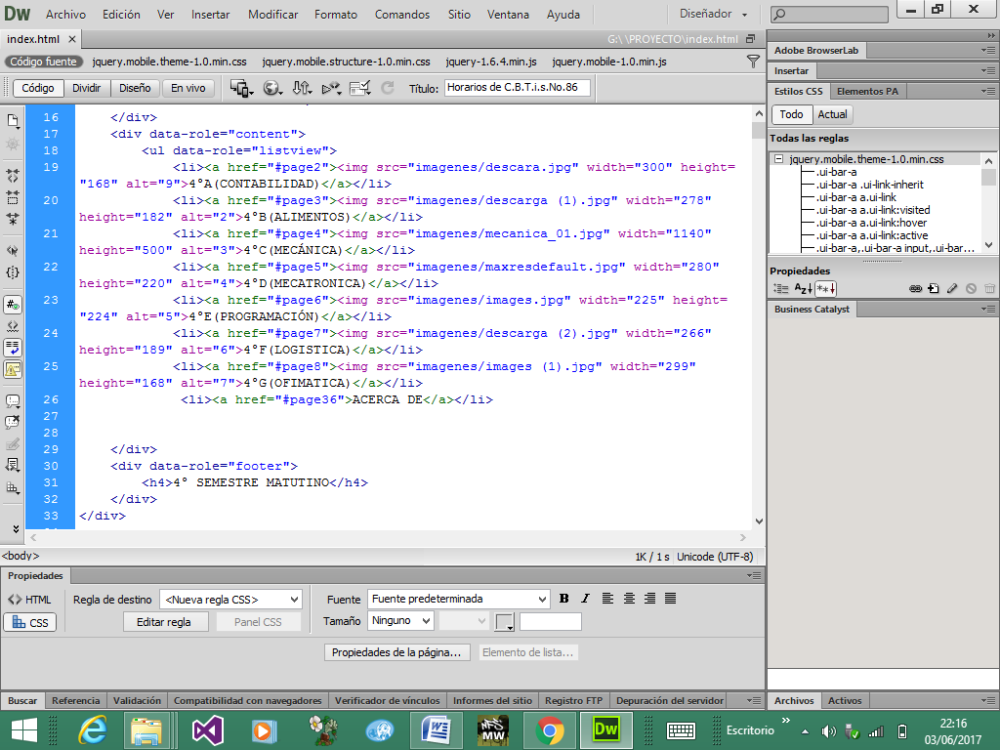 Dw Archivo Edición Ver Insertar Modificar Formato Comandos Sitio Ventana Ayuda Diseñador
index.html × G:\ \PROYECTO\index.html
Código fuente jquery.mobile.theme-1.0.min.css jquery.mobile.structure-1.0.min.css jquery-1.6.4.min.js jquery.mobile-1.0.min.js
Código Dividir Diseño En vivo Título: Horarios de C.B.T.i.s.No.86
16 </div>
17 <div data-role="content">
18 <ul data-role="listview">
19 <li><a href="#page2"><img src="imagenes/descara.jpg" width="300" height=
"168" alt="9">4°A(CONTABILIDAD)</a></li>
20 <li><a href="#page3"><img src="imagenes/descarga (1).jpg" width="278"
height="182" alt="2">4°B(ALIMENTOS)</a></li>
21 <li><a href="#page4"><img src="imagenes/mecanica_01.jpg" width="1140"
height="500" alt="3">4°C(MECÁNICA)</a></li>
22 <li><a href="#page5"><img src="imagenes/maxresdefault.jpg" width="280"
height="220" alt="4">4°D(MECATRONICA)</a></li>
23 <li><a href="#page6"><img src="imagenes/images.jpg" width="225" height=
"224" alt="5">4°E(PROGRAMACIÓN)</a></li>
24 <li><a href="#page7"><img src="imagenes/descarga (2).jpg" width="266"
height="189" alt="6">4°F(LOGISTICA)</a></li>
25 <li><a href="#page8"><img src="imagenes/images (1).jpg" width="299"
height="168" alt="7">4°G(OFIMATICA)</a></li>
26 <li><a href="#page36">ACERCA DE</a></li>
27
28
29 </div>
30 <div data-role="footer">
31 <h4>4° SEMESTRE MATUTINO</h4>
32 </div>
33 </div>
<body> 1K / 1 s Unicode (UTF-8)
Propiedades
<> HTML Regla de destino <Nueva regla CSS> Fuente Fuente predeterminada B I
CSS Editar regla Panel CSS Tamaño Ninguno
Propiedades de la página... Elemento de lista...
Buscar Referencia Validación Compatibilidad con navegadores Verificador de vínculos Informes del sitio Registro FTP Depuración del servidor
Adobe BrowserLab
Insertar
Estilos CSS Elementos PA
Todo Actual
Todas las reglas
jquery.mobile.theme-1.0.min.css
.ui-bar-a
.ui-bar-a .ui-link-inherit
.ui-bar-a a.ui-link
.ui-bar-a a.ui-link:visited
.ui-bar-a a.ui-link:hover
.ui-bar-a a.ui-link:active
.ui-bar-a,.ui-bar-a input,.ui-bar...
Propiedades
Az↓ **↓
Business Catalyst
Archivos Activos
NFS MW Dw Escritorio » 22:16
03/06/2017